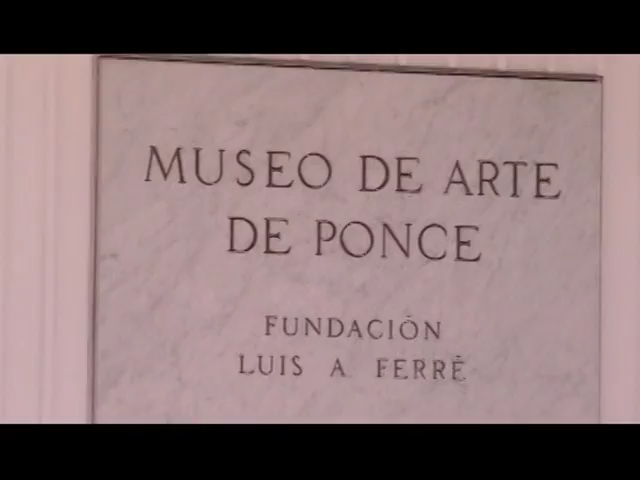 MUSEO DE ARTE
DE PONCE
FUNDACIÓN
LUIS A. FERRÉ